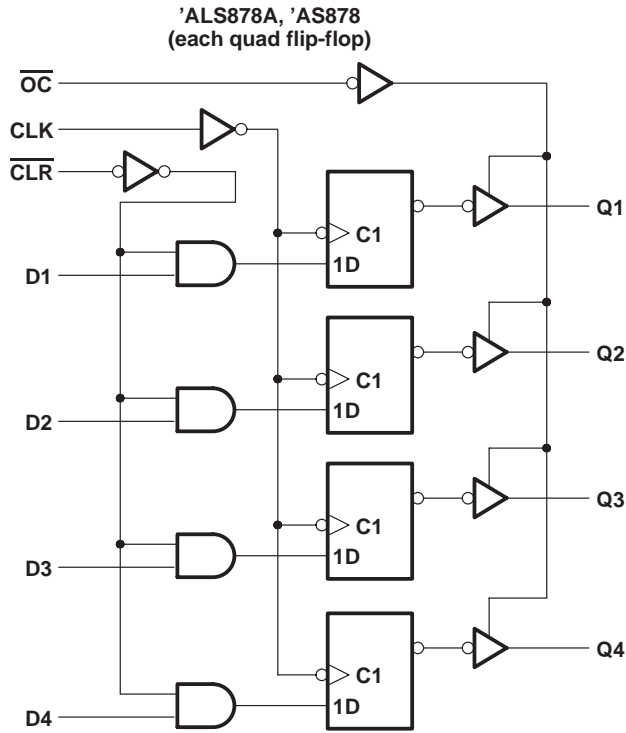 ’ALS878A, ’AS878
(each quad flip-flop)
OC
CLK
CLR
C1
1D
Q1
D1
C1
1D
Q2
D2
C1
1D
Q3
D3
C1
1D
Q4
D4